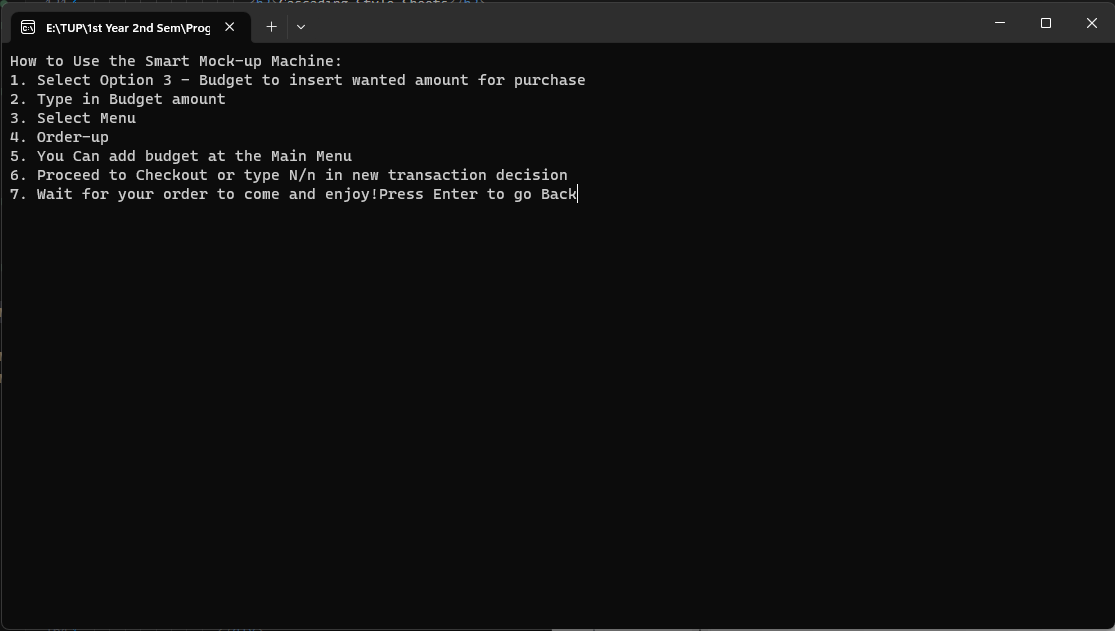 E:\TUP\1st Year 2nd Sem\Prog
How to Use the Smart Mock-up Machine:
1. Select Option 3 - Budget to insert wanted amount for purchase
2. Type in Budget amount
3. Select Menu
4. Order-up
5. You Can add budget at the Main Menu
6. Proceed to Checkout or type N/n in new transaction decision
7. Wait for your order to come and enjoy!Press Enter to go Back